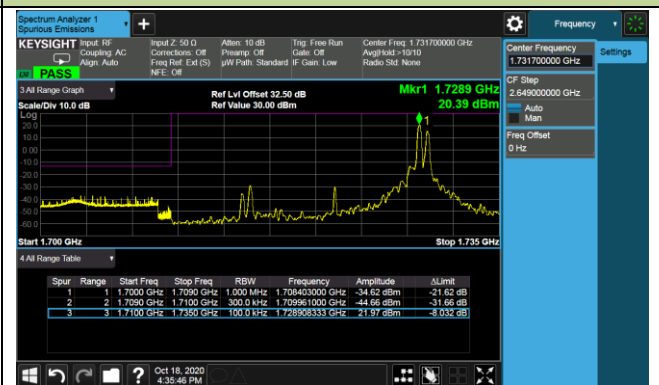 Spectrum Analyzer 1
Spurious Emissions
Frequency
KEYSIGHT
Input: RF
Coupling: AC
Align: Auto
Input Z: 50 Ω
Corrections: Off
Freq Ref: Ext (S)
NFE: Off
Atten: 10 dB
Preamp: Off
µW Path: Standard
Trig: Free Run
Gate: Off
IF Gain: Low
Center Freq: 1.731700000 GHz
Avg|Hold:>10/10
Radio Std: None
PASS
Center Frequency
1.731700000 GHz
Settings
CF Step
2.649000000 GHz
Auto
Man
Freq Offset
0 Hz
3 All Range Graph
Scale/Div 10.0 dB
Ref Lvl Offset 32.50 dB
Ref Value 30.00 dBm
Mkr1 1.7289 GHz
20.39 dBm
Log
20.0
10.0
0.00
-10.0
-20.0
-30.0
-40.0
-50.0
-60.0
1
Start 1.700 GHz
Stop 1.735 GHz
4 All Range Table
Spur Range Start Freq Stop Freq RBW Frequency Amplitude ΔLimit
1 1 1.7000 GHz 1.7090 GHz 1.000 MHz 1.708403000 GHz -34.62 dBm -21.62 dB
2 2 1.7090 GHz 1.7100 GHz 300.0 kHz 1.709961000 GHz -44.66 dBm -31.66 dB
3 3 1.7100 GHz 1.7350 GHz 100.0 kHz 1.728908333 GHz 21.97 dBm -8.032 dB
Oct 18, 2020
4:35:46 PM